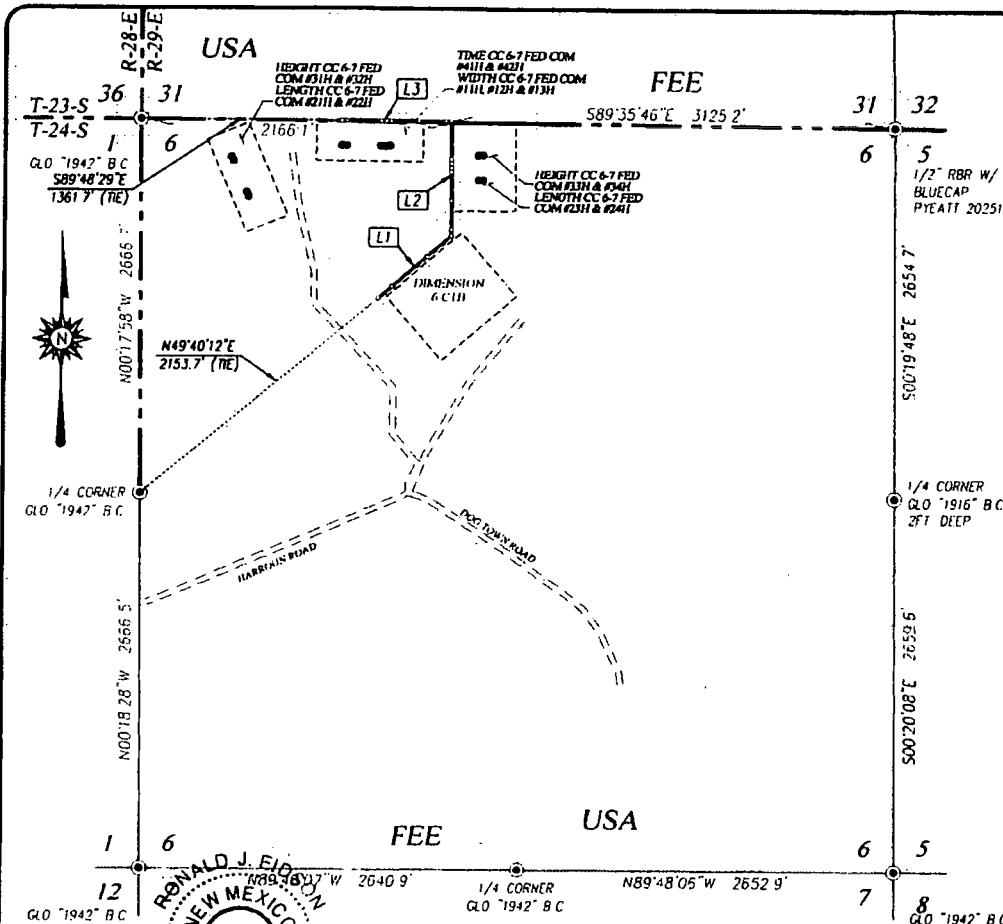 R-28-E
R-29-E
USA
FEE
T-23-S
36
31
T-24-S
1
6
HEIGHT CC 6-7 FED
COM #31H & #32H
LENGTH CC 6-7 FED
COM #21H & #22H
TIME CC 6-7 FED COM
#41H & #42H
WIDTH CC 6-7 FED COM
#11H, #12H & #13H
L3
2166.1'
S89°35'46"E 3125.2'
31
32
6
5
GLO "1942" B C
S89°48'29"E
1361.7' (TIE)
1/2" RBR W/
BLUECAP
PYEATT 20251
HEIGHT CC 6-7 FED
COM #33H & #34H
LENGTH CC 6-7 FED
COM #23H & #24H
L2
L1
DIMENSION
6 CTB
N00°17'58"W
S00°19'48"E 2654.7'
N
N49°40'12"E
2153.7' (TIE)
1/4 CORNER
GLO "1942" B C
1/4 CORNER
GLO "1916" B C
2FT DEEP
HARROUN ROAD
DOG TOWN ROAD
N00°18'28"W 2666.5'
S00°20'08"E 2659.6'
FEE
USA
1
6
6
5
12
7
8
RONALD J. EIDSON
NEW MEXICO
W 2640.9'
1/4 CORNER
GLO "1942" B C
N89°48'05"W 2652.9'
GLO "1942" B C
GLO "1942" B C